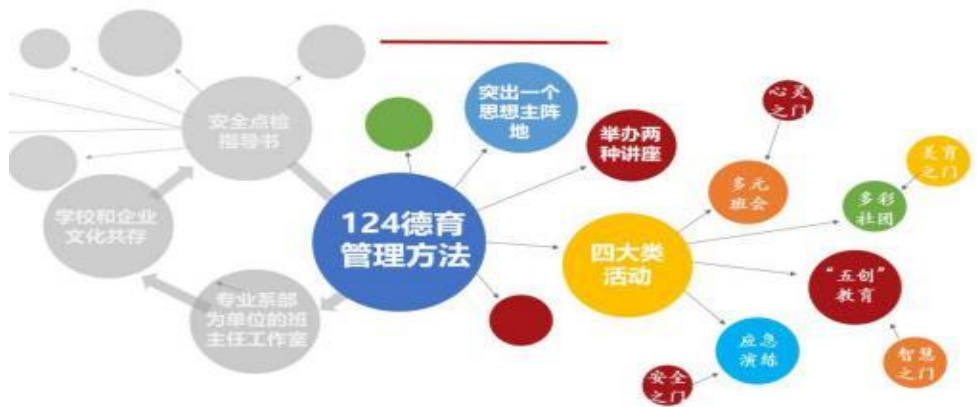 安全点检
指导书
学校和企业
文化共存
专业系部
为单位的班
主任工作室
124德育
管理方法
突出一个
思想主阵
地
举办两
种讲座
四大类
活动
心灵
之门
多元
班会
美育
之门
多彩
社团
“五创”
教育
智慧
之门
应急
演练
安全
之门